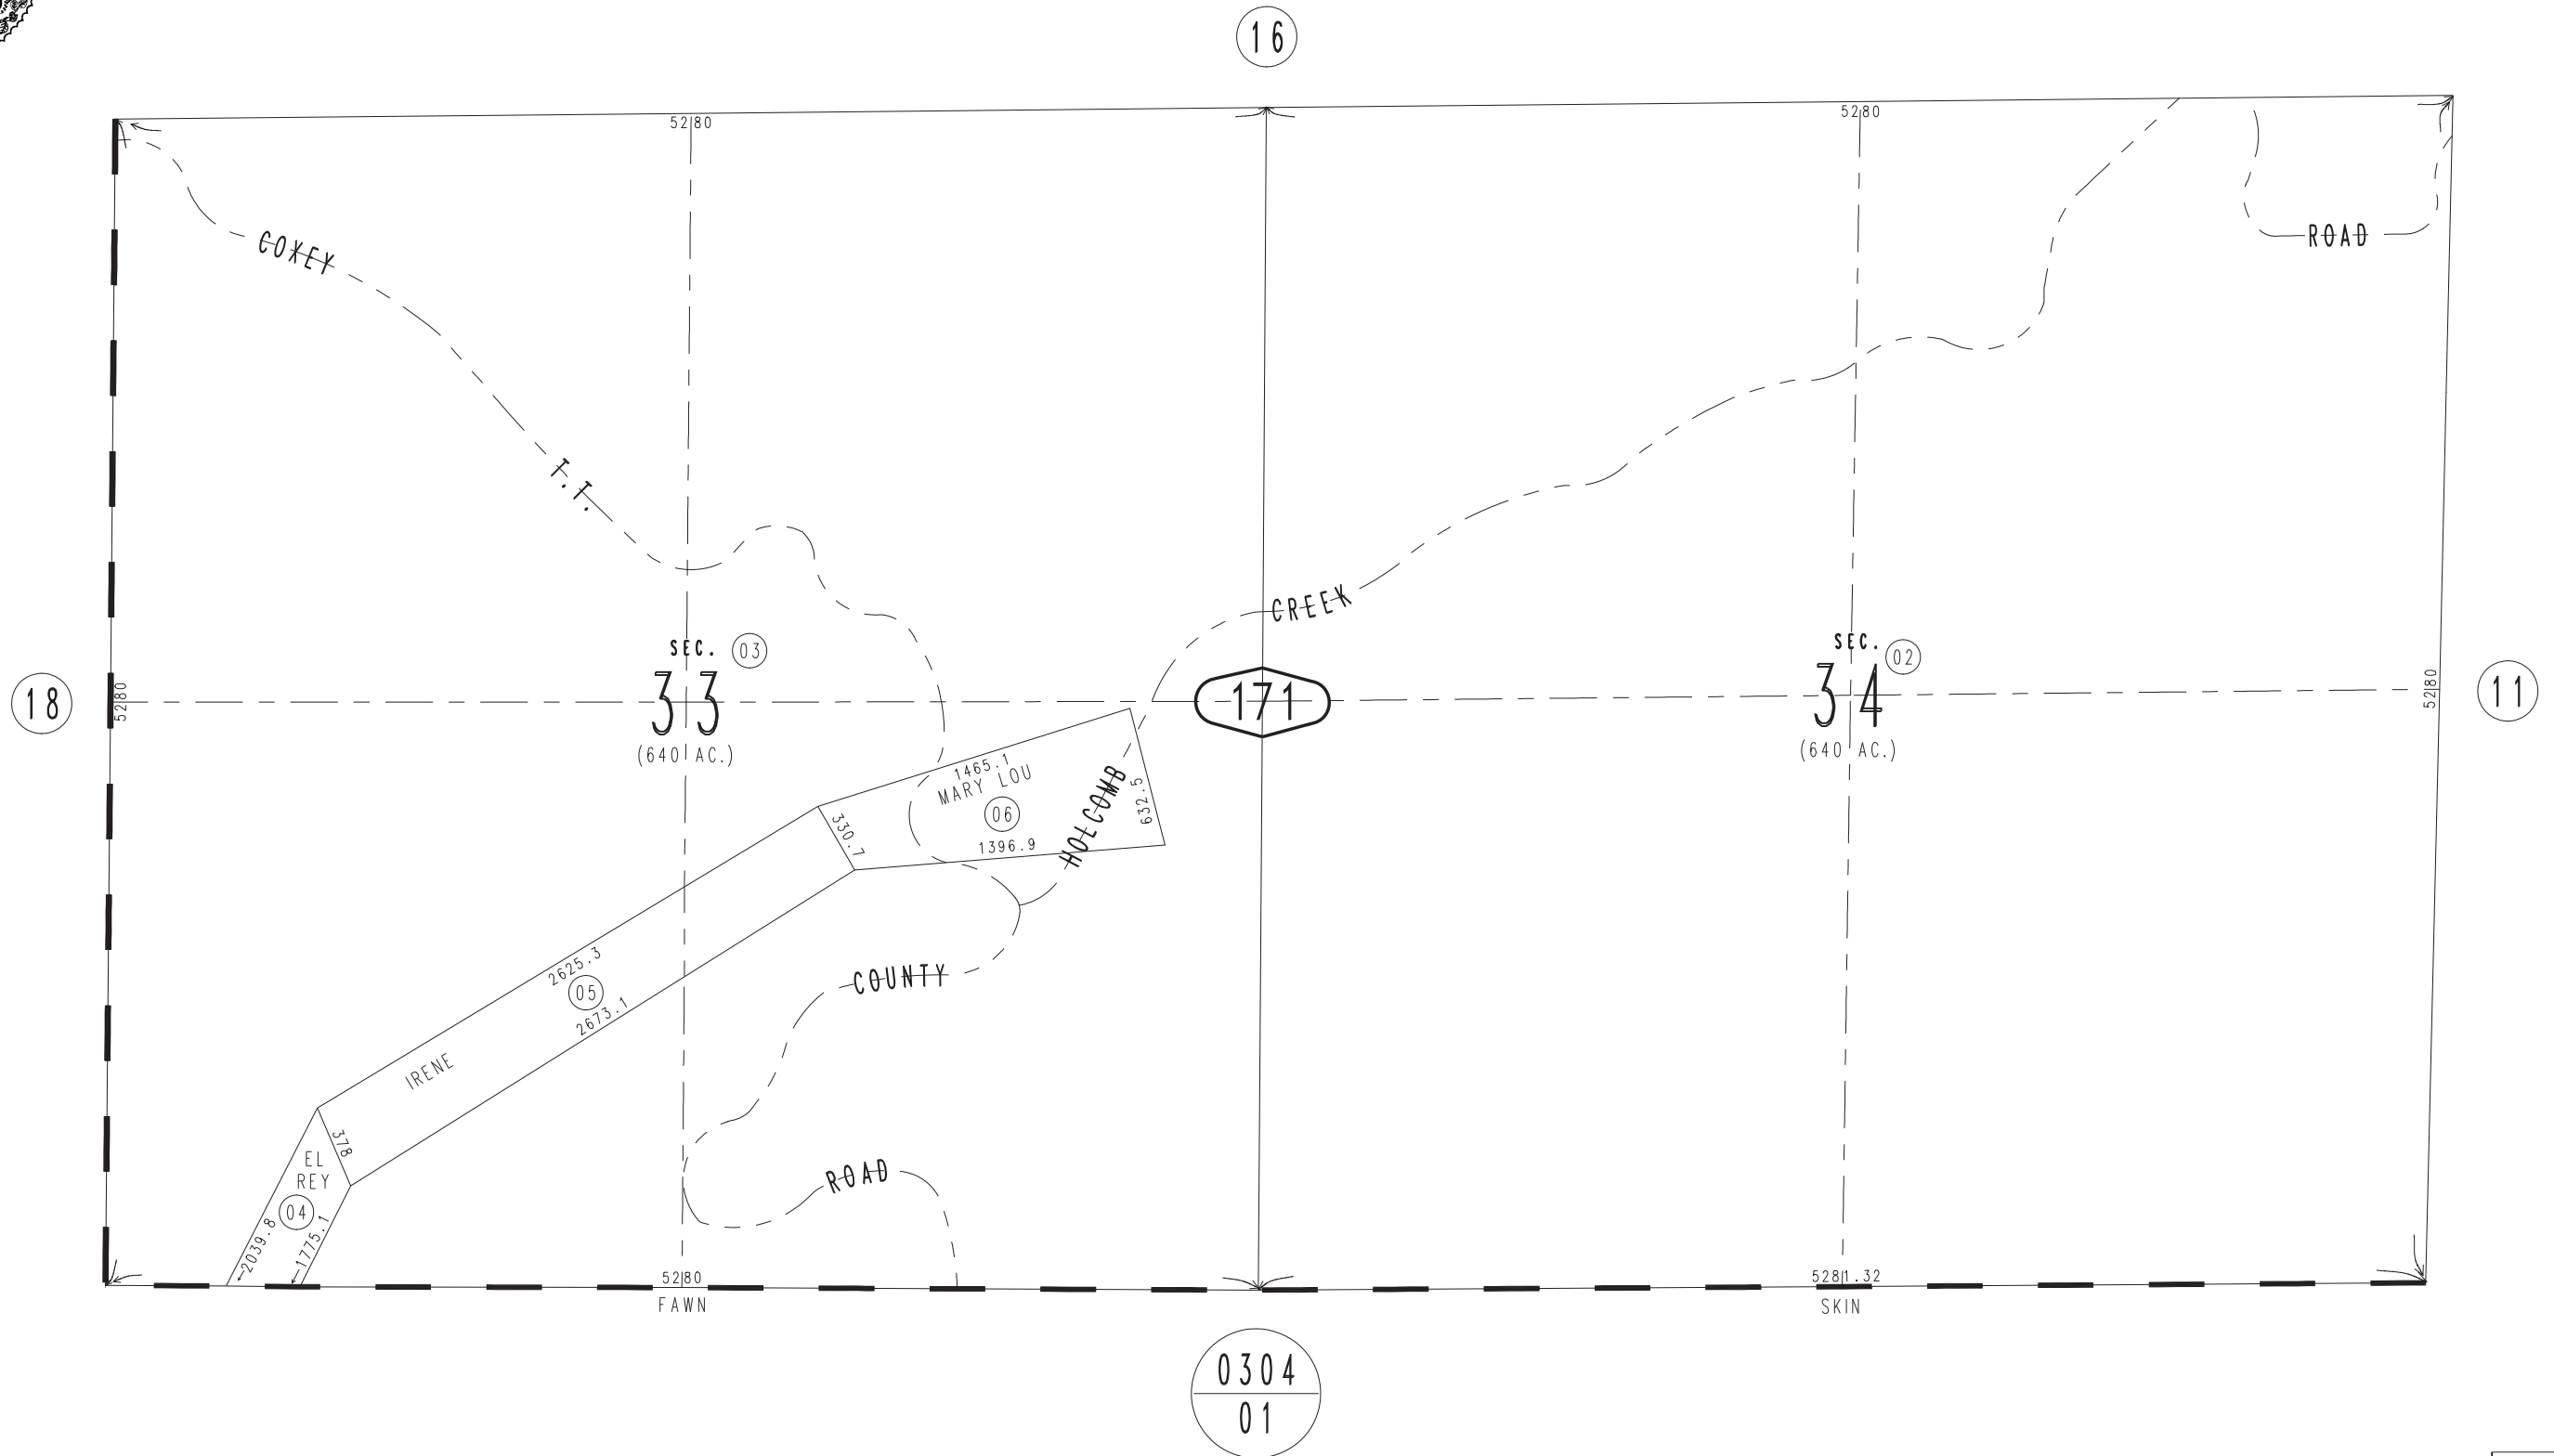 16
5280
5280
COXEY
ROAD
T.T.
CREEK
SEC. 03
33
(640 AC.)
SEC. 02
34
(640 AC.)
18
5280
171
5280
11
1465.1
MARY LOU
06
1396.9
330.7
632.5
HOLCOMB
2625.3
05
2673.1
IRENE
COUNTY
378
EL
REY
04
2039.8
1775.1
ROAD
5280
FAWN
5281.32
SKIN
0304
01